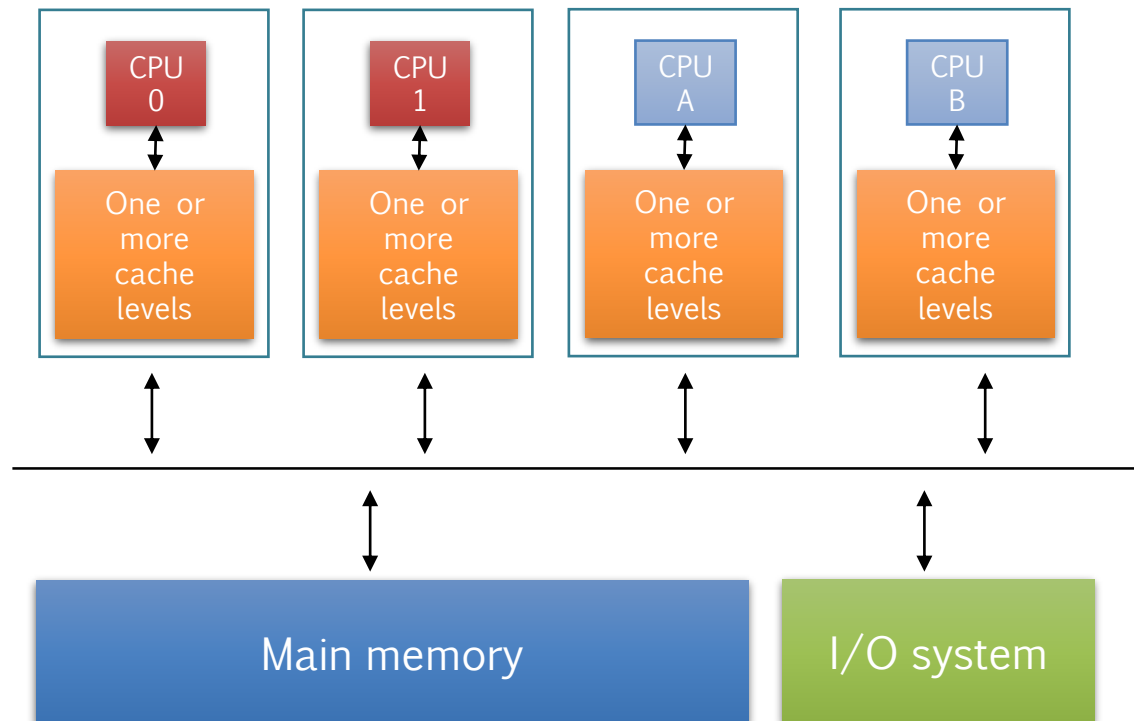 CPU
0
CPU
1
CPU
A
CPU
B
One or
more
cache
levels
One or
more
cache
levels
One or
more
cache
levels
One or
more
cache
levels
Main memory
I/O system